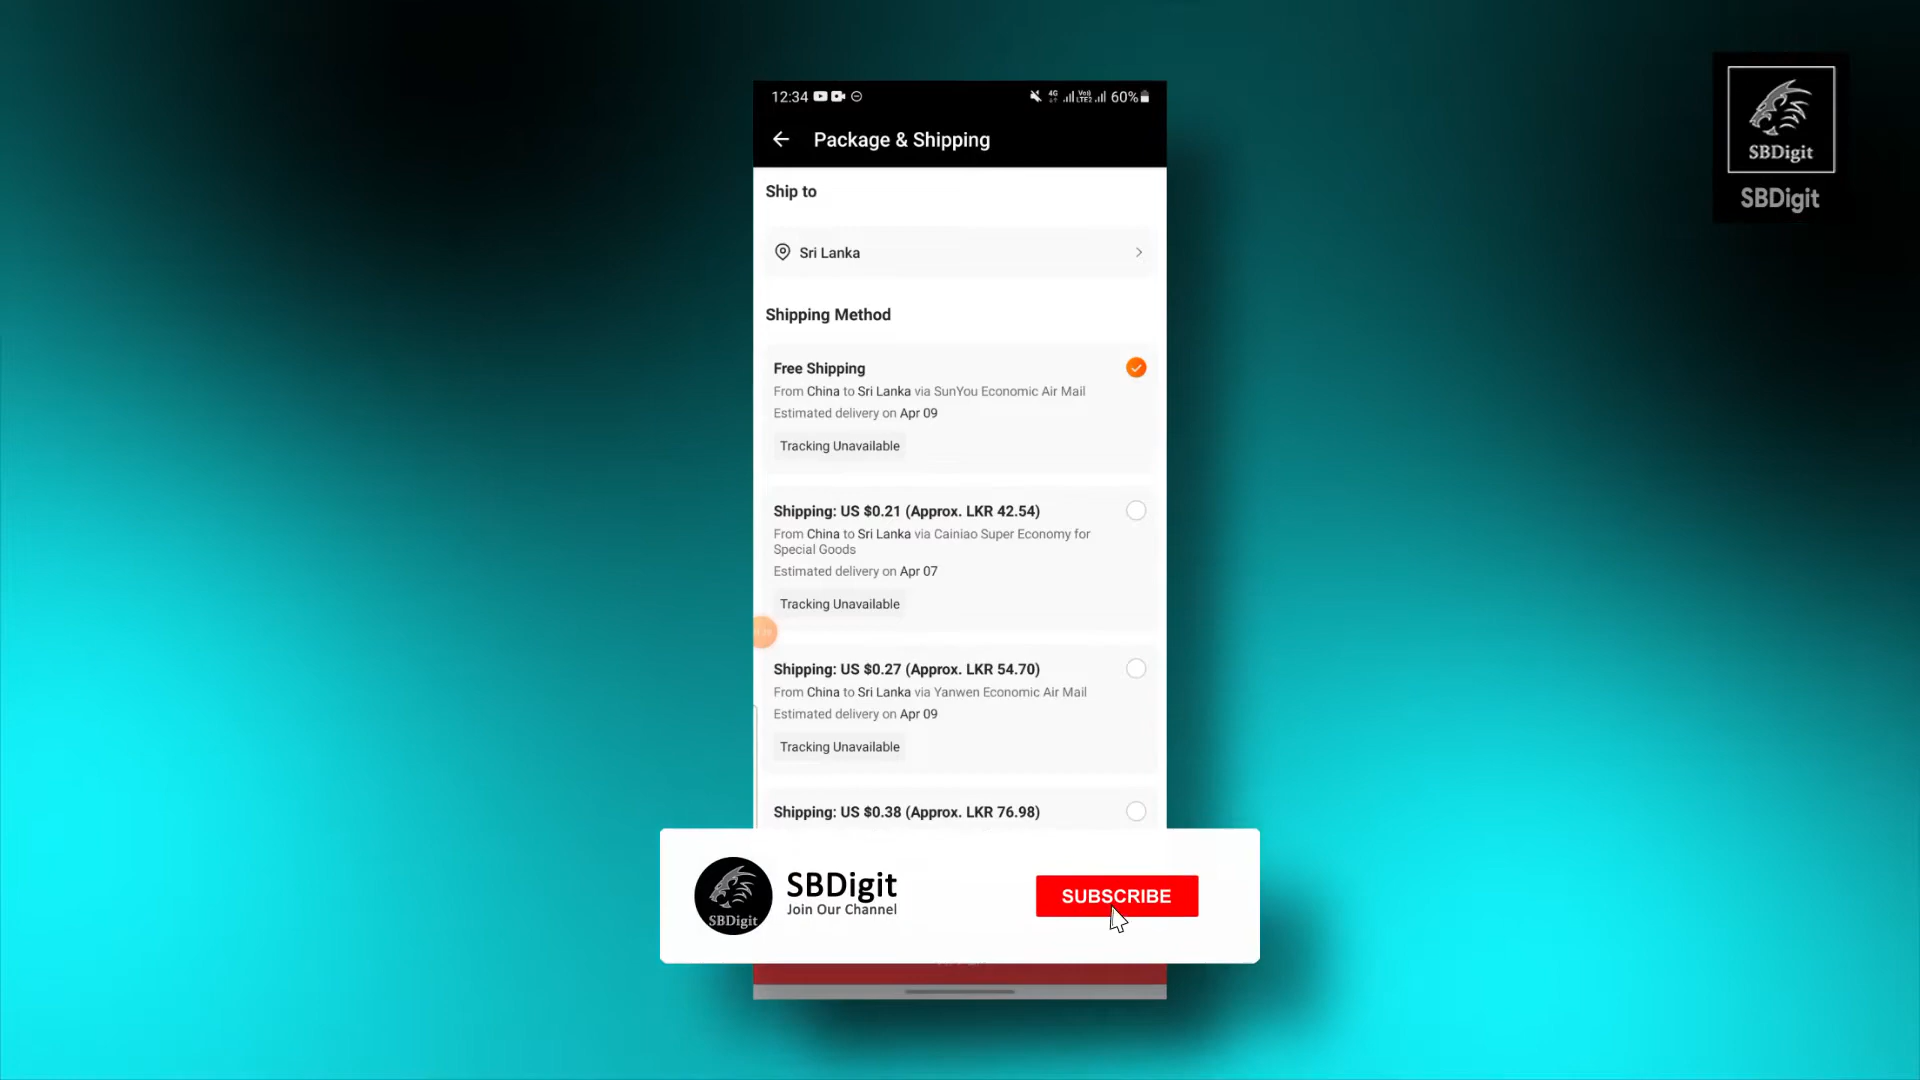 SBDigit
SBDigit
12:34
4G
Vo))
LTE2
60%
Package & Shipping
Ship to
Sri Lanka
Shipping Method
Free Shipping
From China to Sri Lanka via SunYou Economic Air Mail
Estimated delivery on Apr 09
Tracking Unavailable
Shipping: US $0.21 (Approx. LKR 42.54)
From China to Sri Lanka via Cainiao Super Economy for
Special Goods
Estimated delivery on Apr 07
Tracking Unavailable
Shipping: US $0.27 (Approx. LKR 54.70)
From China to Sri Lanka via Yanwen Economic Air Mail
Estimated delivery on Apr 09
Tracking Unavailable
Shipping: US $0.38 (Approx. LKR 76.98)
SBDigit
SBDigit
Join Our Channel
SUBSCRIBE